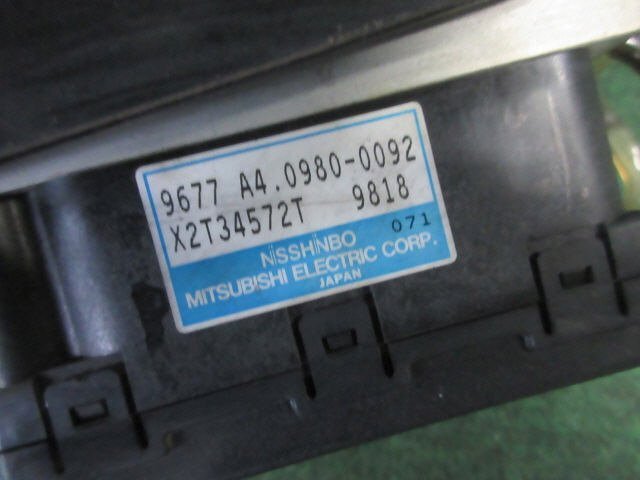 9677 A4.0980-0092
X2T34572T 9818
071
NiSSHiNBO
MITSUBISHI ELECTRIC CORP.
JAPAN